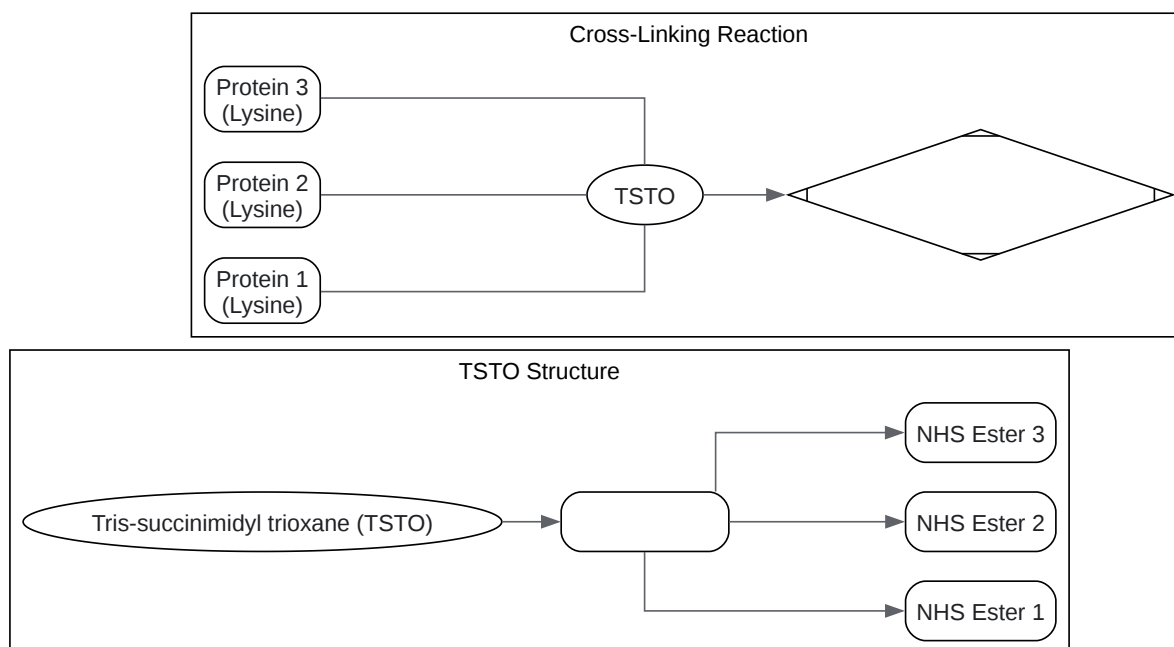 Cross-Linking Reaction
Protein 3
(Lysine)
Protein 2
(Lysine)
TSTO
Protein 1
(Lysine)
TSTO Structure
NHS Ester 3
Tris-succinimidyl trioxane (TSTO)
NHS Ester 2
NHS Ester 1